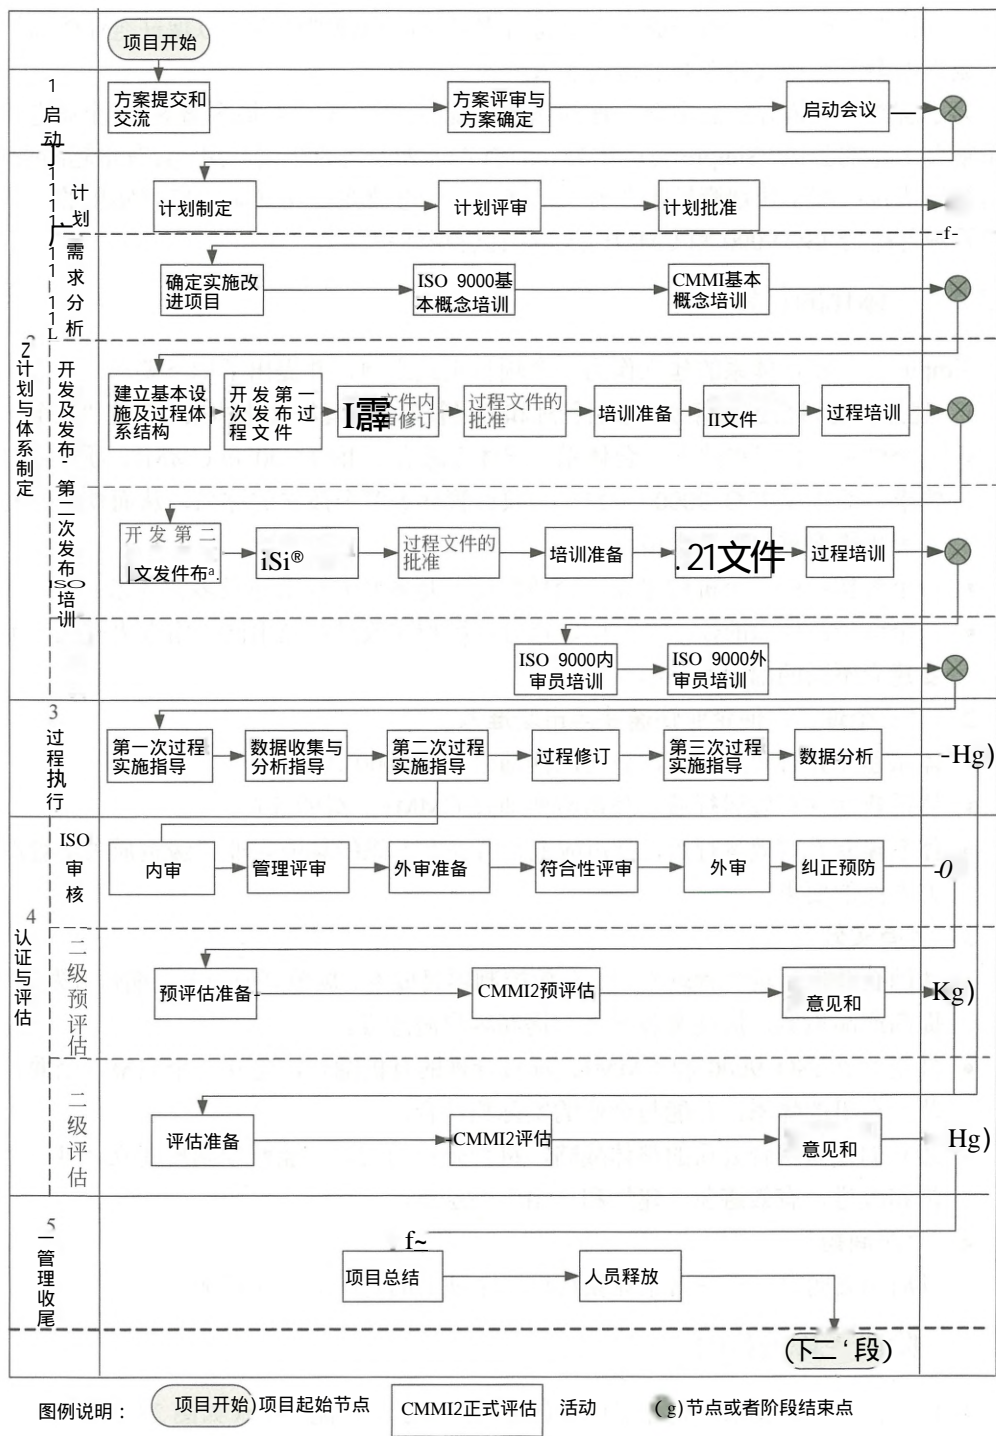 项目开始
1
启
动
方案提交和
交流
方案评审与
方案确定
启动会议
计
划
计划制定
计划评审
计划批准
-f-
需
求
分
析
确定实施改
进项目
ISO 9000基
本概念培训
CMMI基本
概念培训
计划与体系制定
开发及发布-
建立基本设
施及过程体
系结构
开发第一
次发布过
程文件
I霹
文件内
审修订
过程文件的
批准
培训准备
II文件
过程培训
第二次发布
开发第二
|文发件布a.
iSi®
过程文件的
批准
培训准备
.21文件
过程培训
ISO
培
训
ISO 9000内
审员培训
ISO 9000外
审员培训
3
过程执行
第一次过程
实施指导
数据收集与
分析指导
第二次过程
实施指导
过程修订
第三次过程
实施指导
数据分析
-Hg)
4
认证与评估
ISO
审
核
内审
管理评审
外审准备
符合性评审
外审
纠正预防
-0
二
级
预
评
估
预评估准备-
CMMI2预评估
意见和
Kg)
二
级
评
估
评估准备
CMMI2评估
意见和
Hg)
5
管理收尾
f~
项目总结
人员释放
(下二‘段)
图例说明：
项目开始)项目起始节点
CMMI2正式评估
活动
(g)节点或者阶段结束点